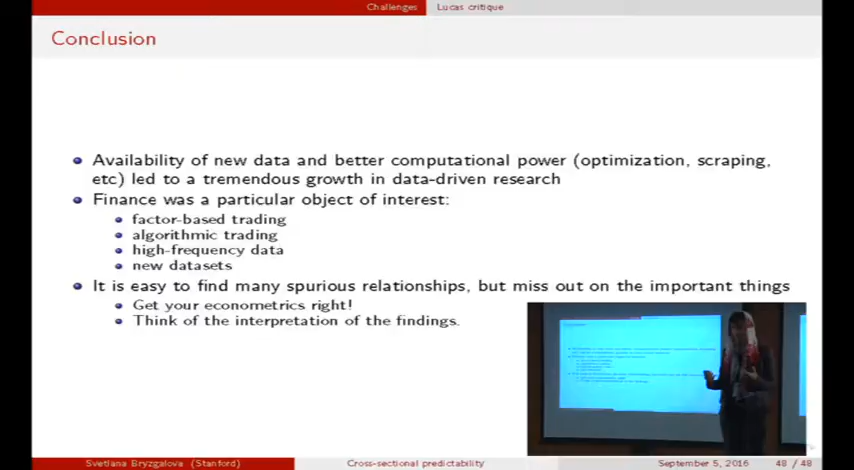 Challenges Lucas critique
Conclusion
Availability of new data and better computational power (optimization, scraping,
etc) led to a tremendous growth in data-driven research
Finance was a particular object of interest:
factor-based trading
algorithmic trading
high-frequency data
new datasets
It is easy to find many spurious relationships, but miss out on the important things
Get your econometrics right!
Think of the interpretation of the findings.
Svetlana Bryzgalova (Stanford) Cross-sectional predictability September 5, 2016 48 / 48